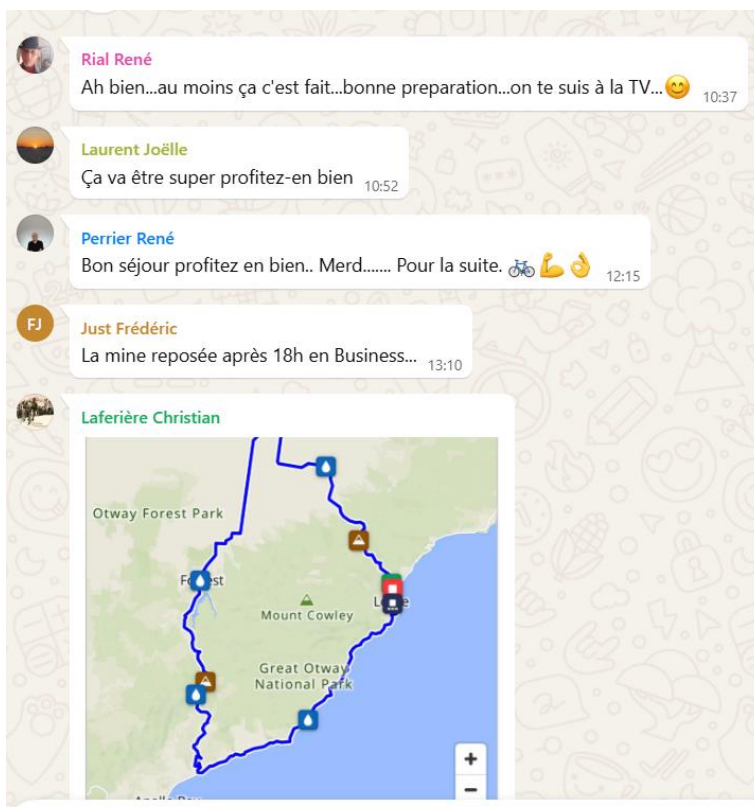 Rial René
Ah bien...au moins ça c'est fait...bonne preparation...on te suis à la TV...😊 10:37
Laurent Joëlle
Ça va être super profitez-en bien 10:52
Perrier René
Bon séjour profitez en bien.. Merd....... Pour la suite. 🚲💪👌 12:15
FJ
Just Frédéric
La mine reposée après 18h en Business... 13:10
Laferière Christian
Otway Forest Park
Mount Cowley
Great Otway
National Park
+
−